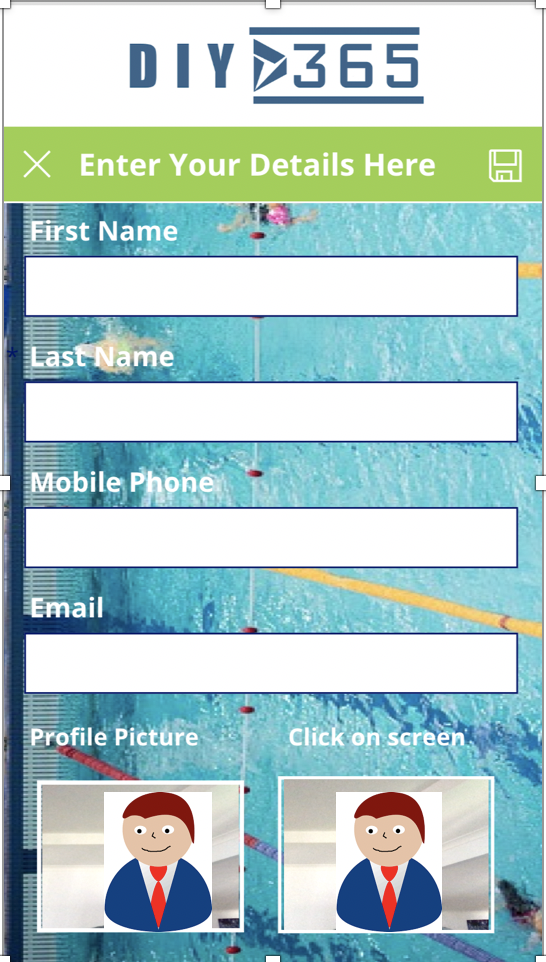 DIY 365
Enter Your Details Here
First Name
* Last Name
Mobile Phone
Email
Profile Picture
Click on screen